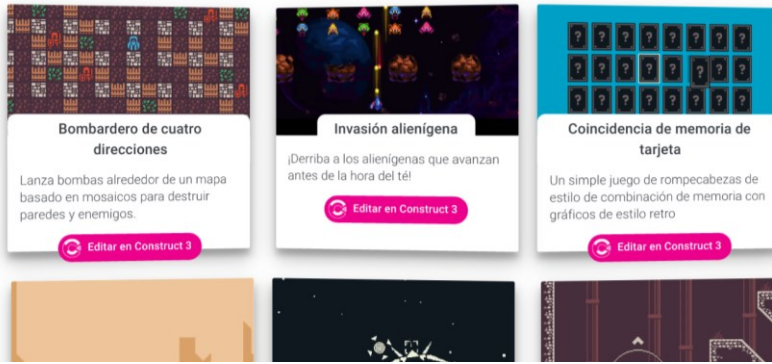 Bombardero de cuatro
direcciones
Lanza bombas alrededor de un mapa
basado en mosaicos para destruir
paredes y enemigos.
Editar en Construct 3
Invasión alienígena
¡Derriba a los alienígenas que avanzan
antes de la hora del té!
Editar en Construct 3
? ? ? ? ? ? ? ?
? ? ? ? ? ? ? ?
? ? ? ? ? ? ? ?
Coincidencia de memoria de
tarjeta
Un simple juego de rompecabezas de
estilo de combinación de memoria con
gráficos de estilo retro
Editar en Construct 3